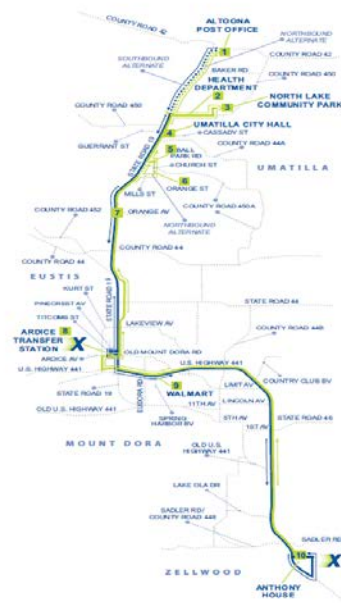 COUNTY ROAD 42
ALTOONA
POST OFFICE
1
NORTHBOUND
ALTERNATE
SOUTHBOUND
ALTERNATE
COUNTY ROAD 42
BAKER RD
COUNTY ROAD 450
HEALTH
DEPARTMENT
2
3
NORTH LAKE
COMMUNITY PARK
COUNTY ROAD 450
4
UMATILLA CITY HALL
CASSADY ST
GUERRANT ST
STATE ROAD 19
COUNTY ROAD 44A
5
BALL
PARK RD
CHURCH ST
UMATILLA
6
ORANGE ST
MILLS ST
COUNTY ROAD 450A
COUNTY ROAD 452
7
ORANGE AV
NORTHBOUND
ALTERNATE
COUNTY ROAD 44
COUNTY ROAD 44
EUSTIS
KURT ST
STATE ROAD 19
STATE ROAD 44
PINECREST AV
TITCOMB ST
LAKEVIEW AV
COUNTY ROAD 44B
ARDICE
TRANSFER
STATION
8
X
OLD MOUNT DORA RD
ARDICE AV
U.S. HIGHWAY 441
U.S. HIGHWAY 441
COUNTRY CLUB BV
STATE ROAD 19
EUDORA RD
9
WALMART
LIMIT AV
LINCOLN AV
11TH AV
OLD U.S. HIGHWAY 441
SPRING
HARBOR BV
5TH AV
STATE ROAD 46
1ST AV
MOUNT DORA
OLD U.S.
HIGHWAY 441
LAKE OLA DR
SADLER RD/
COUNTY ROAD 448
SADLER RD
10
X
ZELLWOOD
ANTHONY
HOUSE